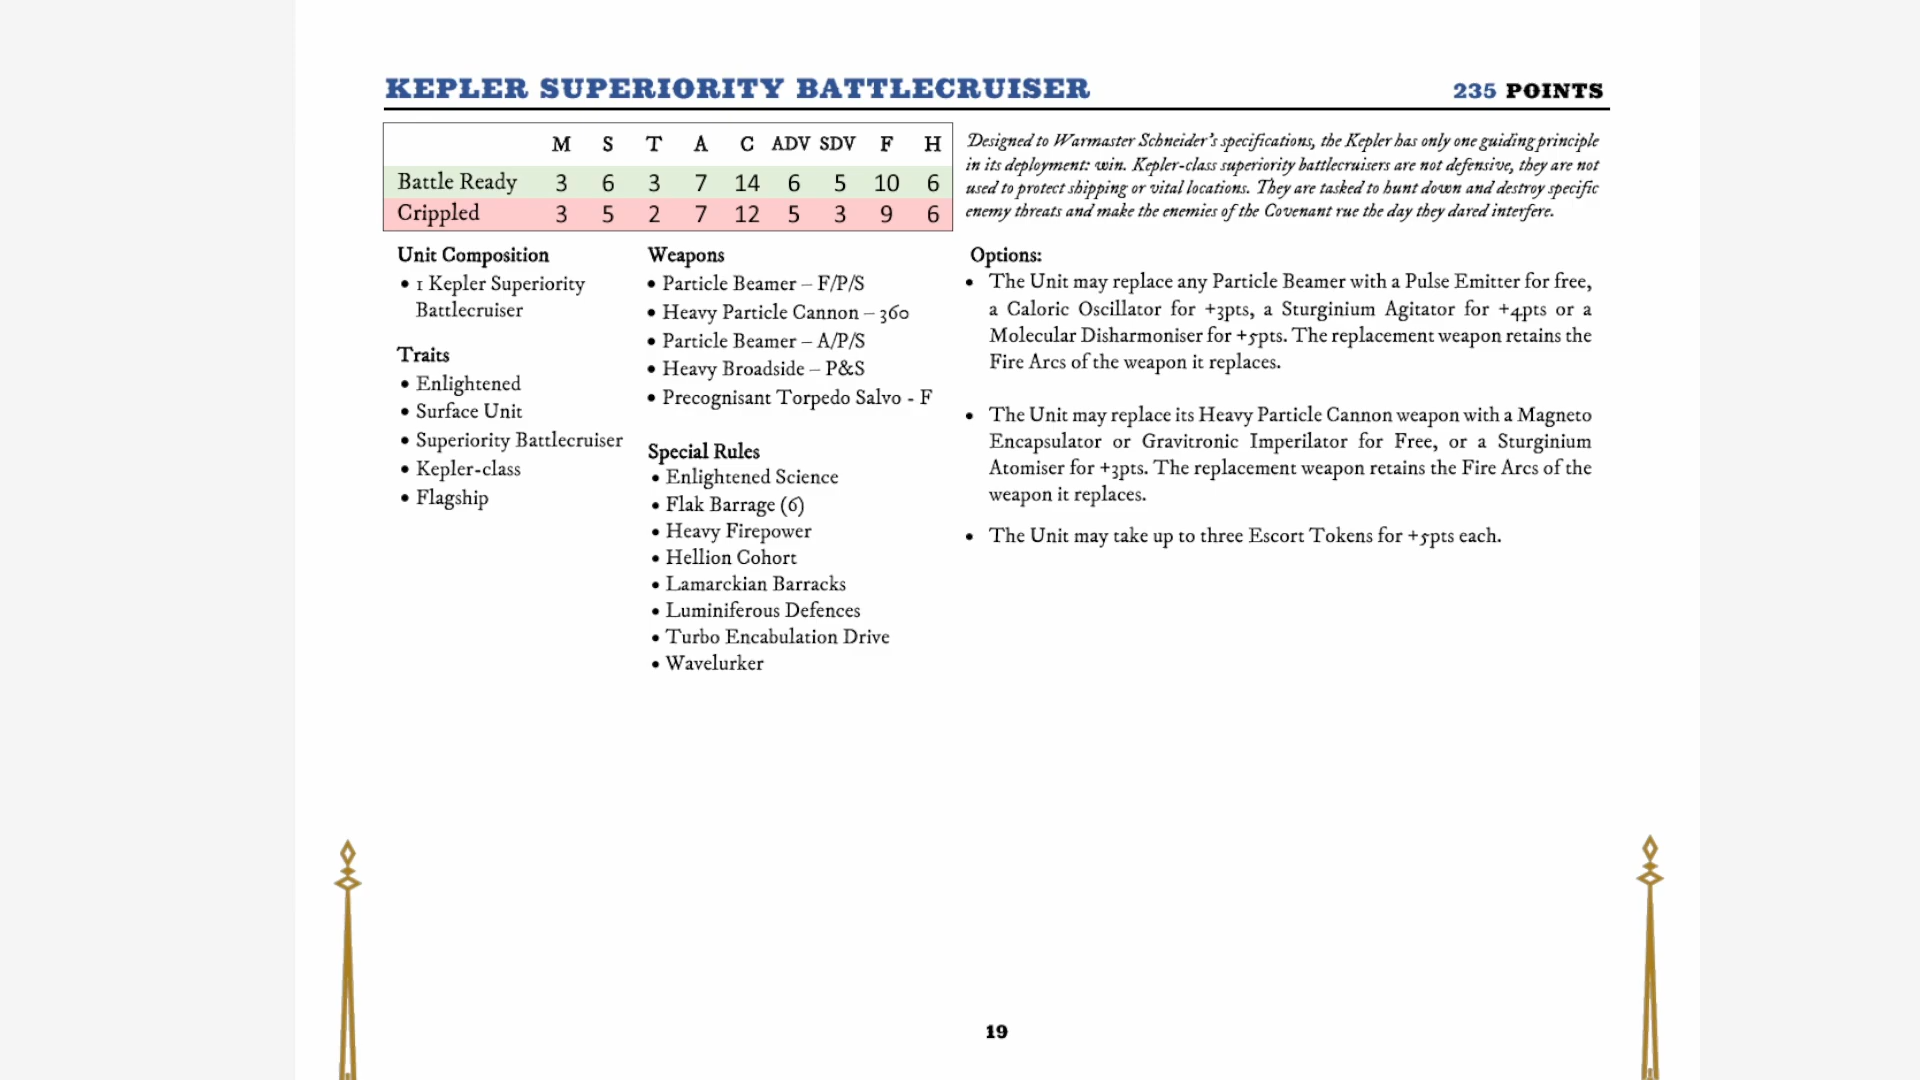 KEPLER SUPERIORITY BATTLECRUISER
235 POINTS
M S T A C ADV SDV F H
Battle Ready 3 6 3 7 14 6 5 10 6
Crippled 3 5 2 7 12 5 3 9 6
Designed to Warmaster Schneider's specifications, the Kepler has only one guiding principle
in its deployment: win. Kepler-class superiority battlecruisers are not defensive, they are not
used to protect shipping or vital locations. They are tasked to hunt down and destroy specific
enemy threats and make the enemies of the Covenant rue the day they dared interfere.
Unit Composition
• 1 Kepler Superiority
Battlecruiser
Traits
• Enlightened
• Surface Unit
• Superiority Battlecruiser
• Kepler-class
• Flagship
Weapons
• Particle Beamer – F/P/S
• Heavy Particle Cannon – 360
• Particle Beamer – A/P/S
• Heavy Broadside – P&S
• Precognisant Torpedo Salvo - F
Special Rules
• Enlightened Science
• Flak Barrage (6)
• Heavy Firepower
• Hellion Cohort
• Lamarckian Barracks
• Luminiferous Defences
• Turbo Encabulation Drive
• Wavelurker
Options:
• The Unit may replace any Particle Beamer with a Pulse Emitter for free,
a Caloric Oscillator for +3pts, a Sturginium Agitator for +4pts or a
Molecular Disharmoniser for +5pts. The replacement weapon retains the
Fire Arcs of the weapon it replaces.
• The Unit may replace its Heavy Particle Cannon weapon with a Magneto
Encapsulator or Gravitronic Imperilator for Free, or a Sturginium
Atomiser for +3pts. The replacement weapon retains the Fire Arcs of the
weapon it replaces.
• The Unit may take up to three Escort Tokens for +5pts each.
19